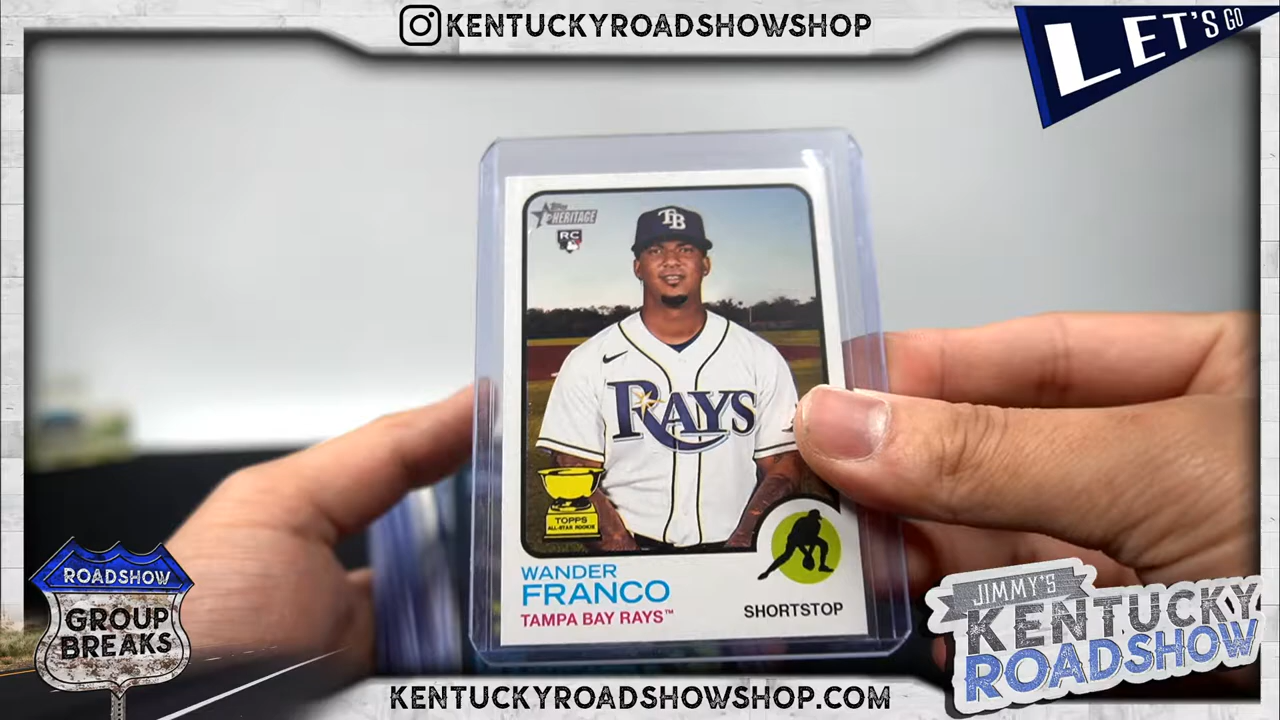 KENTUCKYROADSHOWSHOP
LET'S GO
TOPPS
HERITAGE
RC
TB
RAYS
TOPPS
ALL-STAR ROOKIE
WANDER
FRANCO
TAMPA BAY RAYS™
SHORTSTOP
ROADSHOW
GROUP
BREAKS
JIMMY'S
KENTUCKY
ROADSHOW
KENTUCKYROADSHOWSHOP.COM